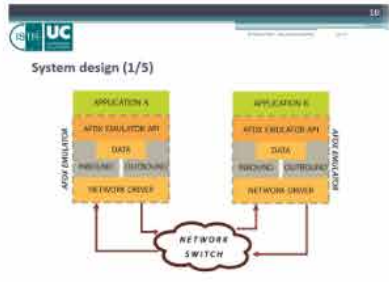 16
UC
System design (1/5)
APPLICATION A
APPLICATION B
AFDX EMULATOR API
AFDX EMULATOR API
DATA
DATA
INBOUND
OUTBOUND
INBOUND
OUTBOUND
NETWORK DRIVER
NETWORK DRIVER
AFDX EMULATOR
AFDX EMULATOR
NETWORK
SWITCH